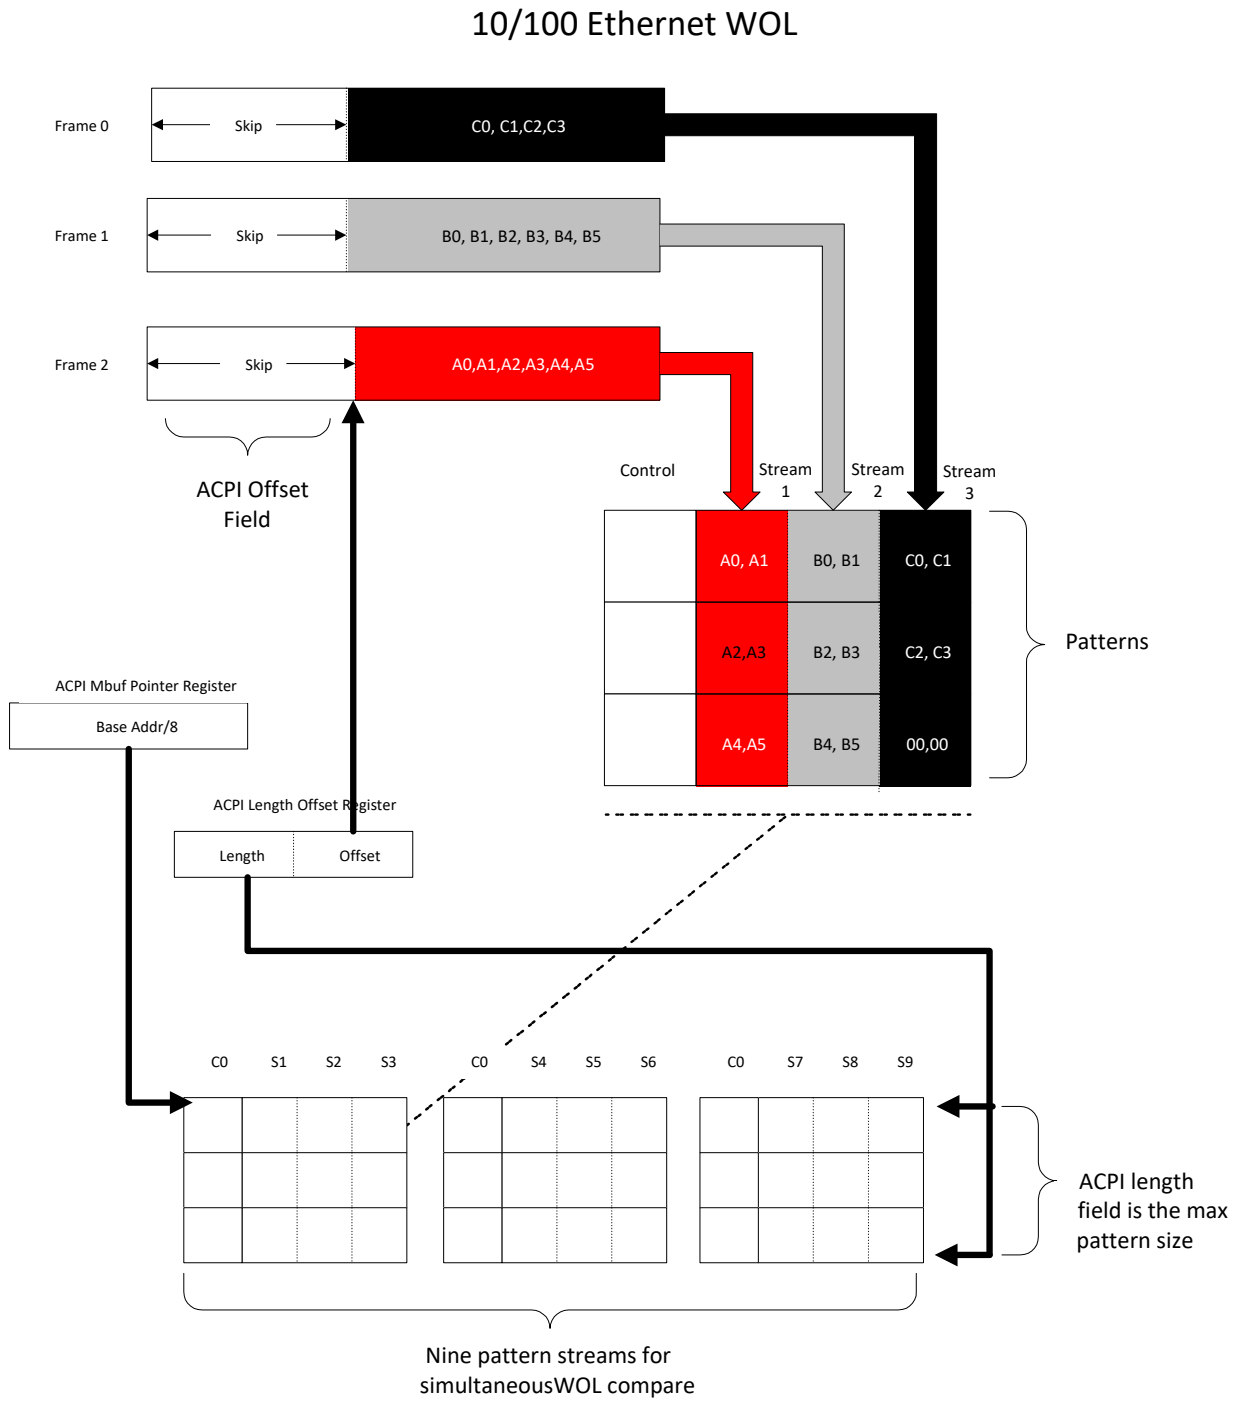 10/100 Ethernet WOL
Frame 0
Skip
C0, C1,C2,C3
Frame 1
Skip
B0, B1, B2, B3, B4, B5
Frame 2
Skip
A0,A1,A2,A3,A4,A5
ACPI Offset
Field
Control
Stream
1
Stream
2
Stream
3
A0, A1
B0, B1
C0, C1
A2,A3
B2, B3
C2, C3
A4,A5
B4, B5
00,00
Patterns
ACPI Mbuf Pointer Register
Base Addr/8
ACPI Length Offset Register
Length
Offset
C0
S1
S2
S3
C0
S4
S5
S6
C0
S7
S8
S9
ACPI length
field is the max
pattern size
Nine pattern streams for
simultaneousWOL compare